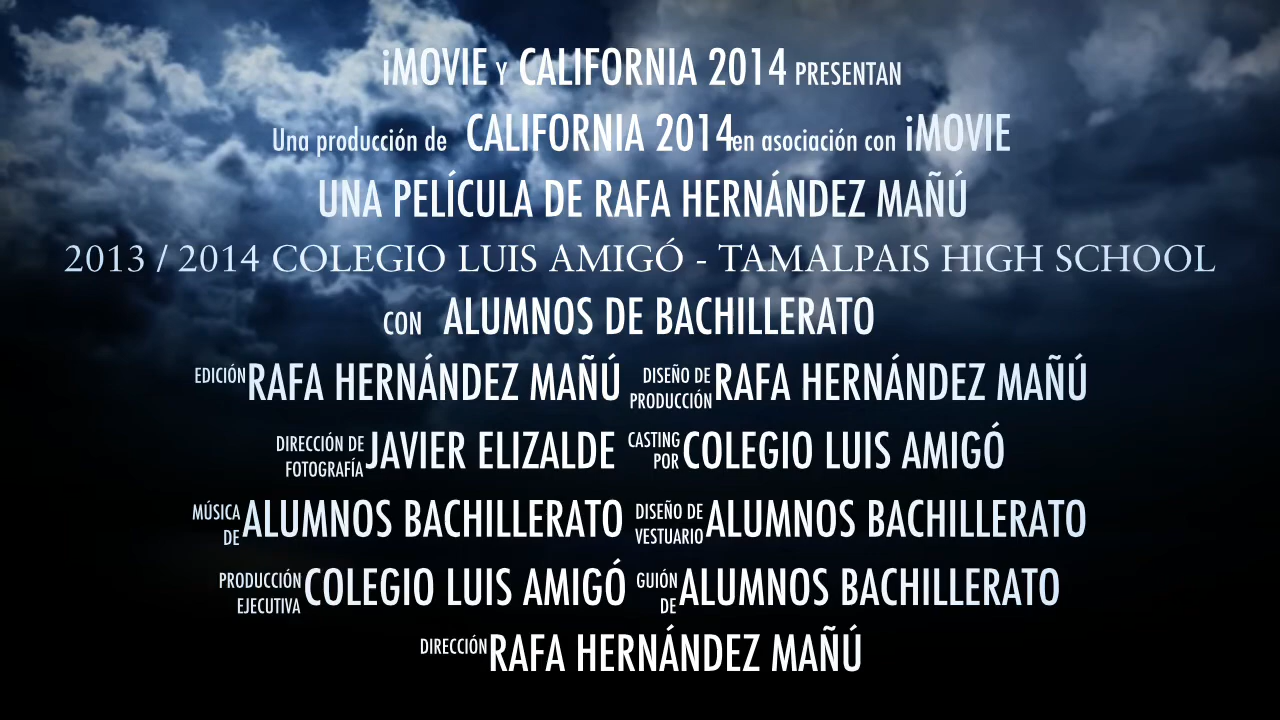 iMOVIE Y CALIFORNIA 2014 PRESENTAN
Una producción de CALIFORNIA 2014 en asociación con iMOVIE
UNA PELÍCULA DE RAFA HERNÁNDEZ MAÑÚ
2013 / 2014 COLEGIO LUIS AMIGÓ - TAMALPAIS HIGH SCHOOL
CON ALUMNOS DE BACHILLERATO
EDICIÓN RAFA HERNÁNDEZ MAÑÚ DISEÑO DE PRODUCCIÓN RAFA HERNÁNDEZ MAÑÚ
DIRECCIÓN DE FOTOGRAFÍA JAVIER ELIZALDE CASTING POR COLEGIO LUIS AMIGÓ
MÚSICA DE ALUMNOS BACHILLERATO DISEÑO DE VESTUARIO ALUMNOS BACHILLERATO
PRODUCCIÓN EJECUTIVA COLEGIO LUIS AMIGÓ GUIÓN DE ALUMNOS BACHILLERATO
DIRECCIÓN RAFA HERNÁNDEZ MAÑÚ